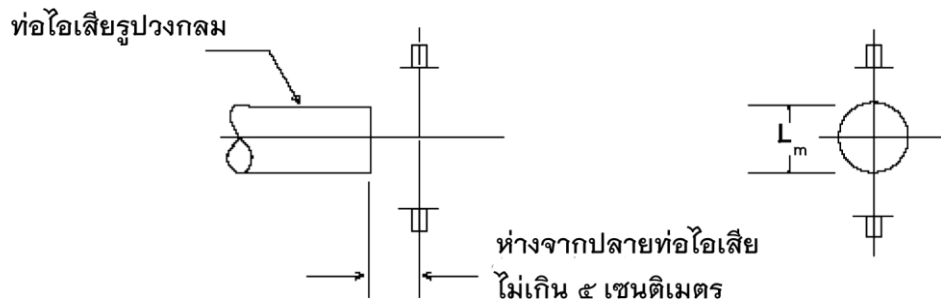 ท่อไอเสียรูปวงกลม
L m
ห่างจากปลายท่อไอเสีย
ไม่เกิน ๕ เซนติเมตร